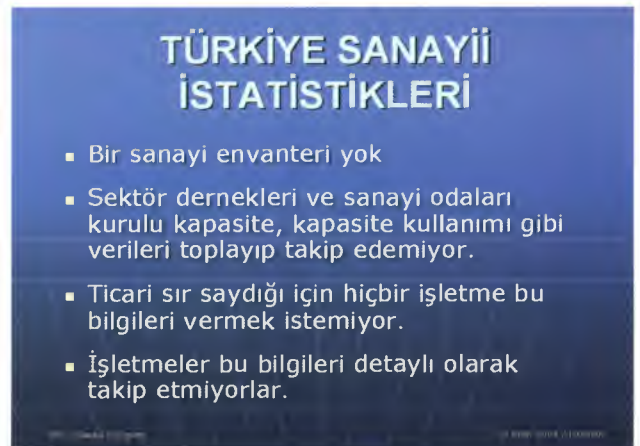 TÜRKİYE SANAYİİ
İSTATİSTİKLERİ
▪ Bir sanayi envanteri yok
▪ Sektör dernekleri ve sanayi odaları
kurulu kapasite, kapasite kullanımı gibi
verileri toplayıp takip edemiyor.
▪ Ticari sır saydığı için hiçbir işletme bu
bilgileri vermek istemiyor.
▪ İşletmeler bu bilgileri detaylı olarak
takip etmiyorlar.